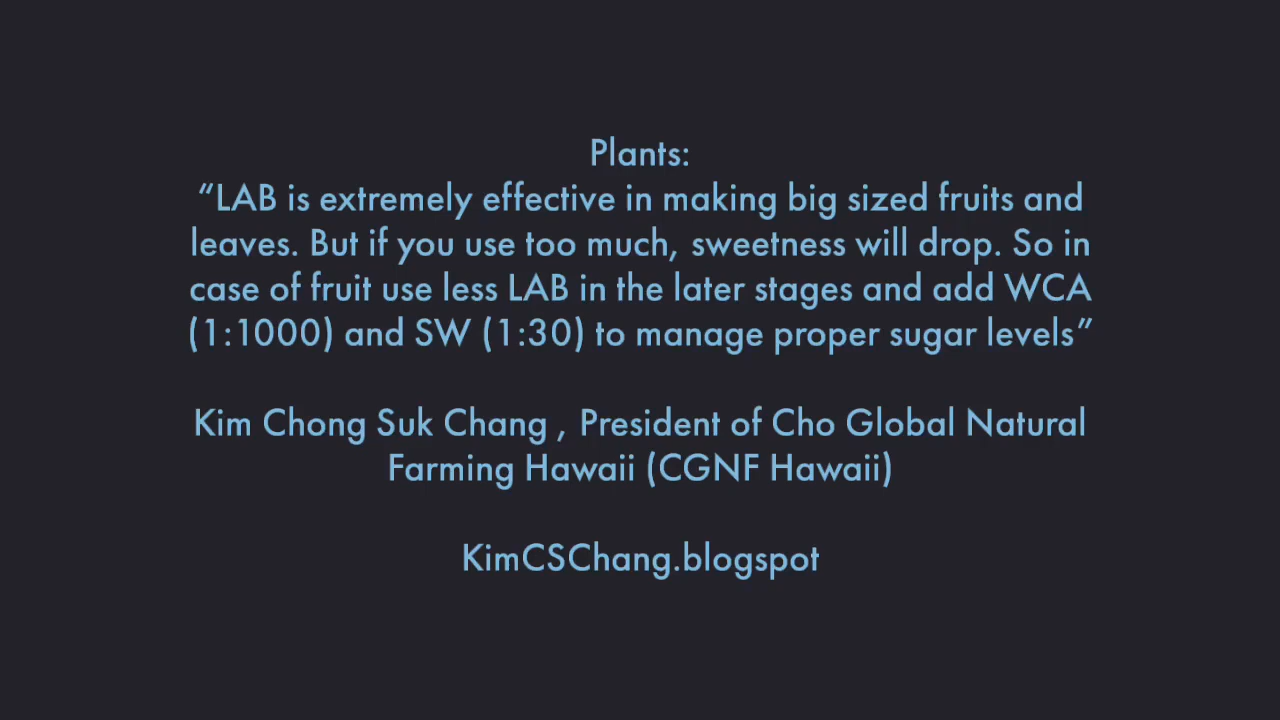 Plants:
“LAB is extremely effective in making big sized fruits and
leaves. But if you use too much, sweetness will drop. So in
case of fruit use less LAB in the later stages and add WCA
(1:1000) and SW (1:30) to manage proper sugar levels”
Kim Chong Suk Chang , President of Cho Global Natural
Farming Hawaii (CGNF Hawaii)
KimCSChang.blogspot